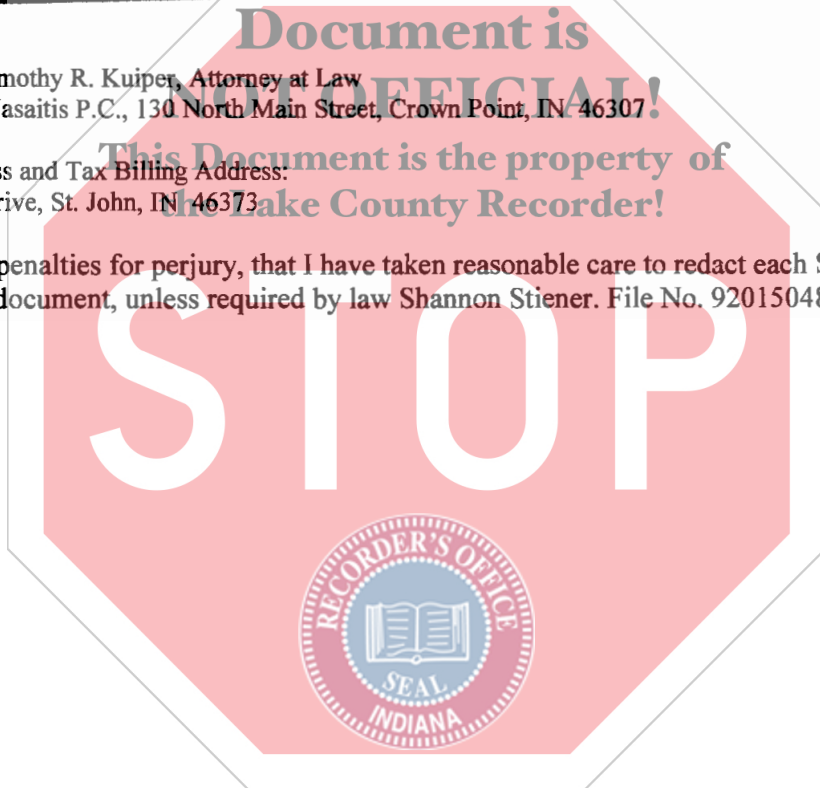 Document is
mothy R. Kuiper, Attorney at Law
NOT OFFICIAL!
asaitis P.C., 130 North Main Street, Crown Point, IN 46307
This Document is the property of
ss and Tax Billing Address:
the Lake County Recorder!
rive, St. John, IN 46373
penalties for perjury, that I have taken reasonable care to redact each S
document, unless required by law Shannon Stiener. File No. 92015048
STOP
RECORDER'S OFFICE
SEAL
INDIANA